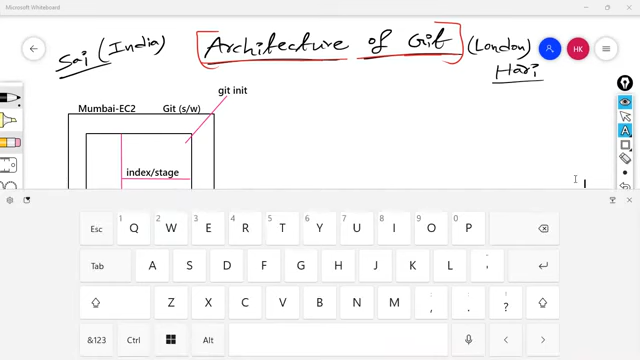 Microsoft Whiteboard
Sai (India) Architecture of Git (London)
Hari
HK
git init
Mumbai-EC2 Git (s/w)
index/stage
Esc 1 Q 2 W 3 E 4 R 5 T 6 Y 7 U 8 I 9 O 0 P
Tab A S D F G H J K L
Z X C V B N M , . ?
&123 Ctrl Alt